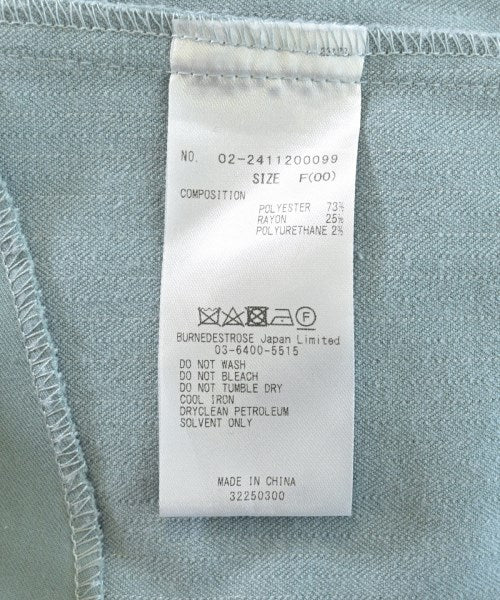 NO. 02-2411200099
SIZE F(00)
COMPOSITION
POLYESTER 73%
RAYON 25%
POLYURETHANE 2%
F
BURNEDESTROSE Japan Limited
03-6400-5515
DO NOT WASH
DO NOT BLEACH
DO NOT TUMBLE DRY
COOL IRON
DRYCLEAN PETROLEUM
SOLVENT ONLY
MADE IN CHINA
32250300